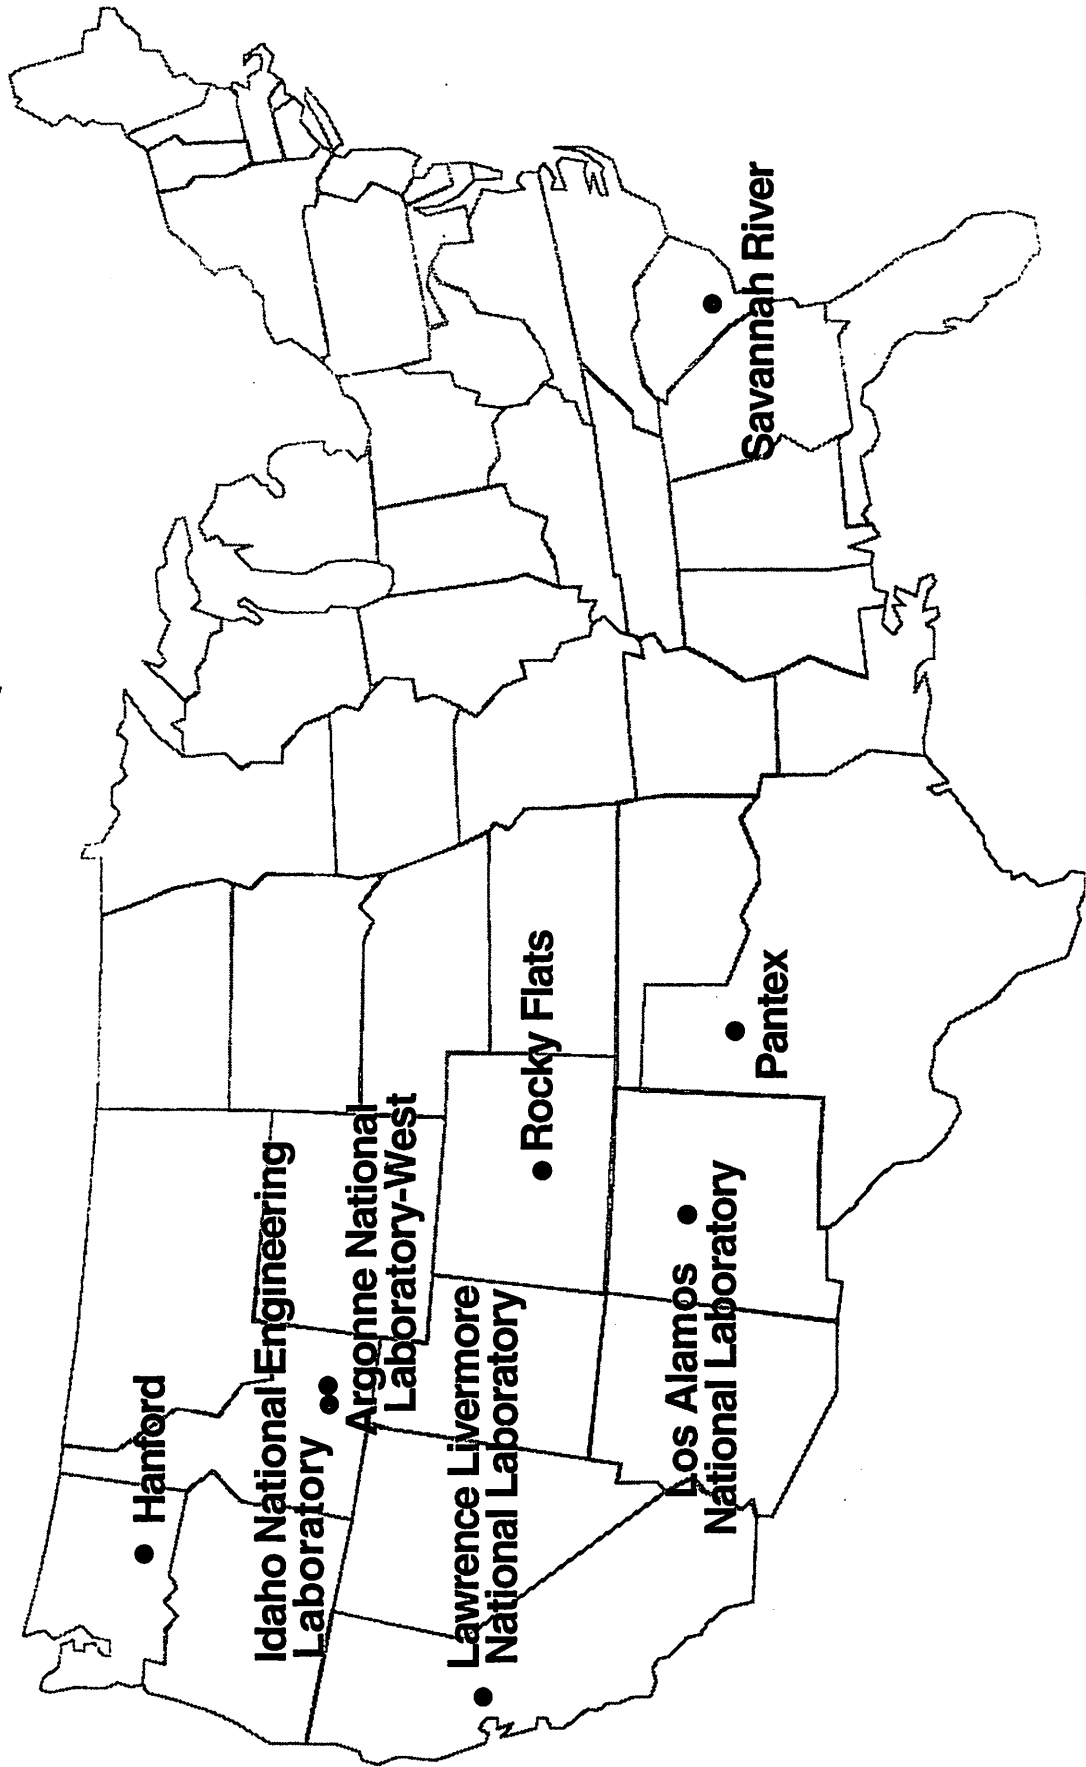 Hanford
Idaho National Engineering
Laboratory
Argonne National
Laboratory-West
Lawrence Livermore
National Laboratory
Rocky Flats
Los Alamos
National Laboratory
Pantex
Savannah River